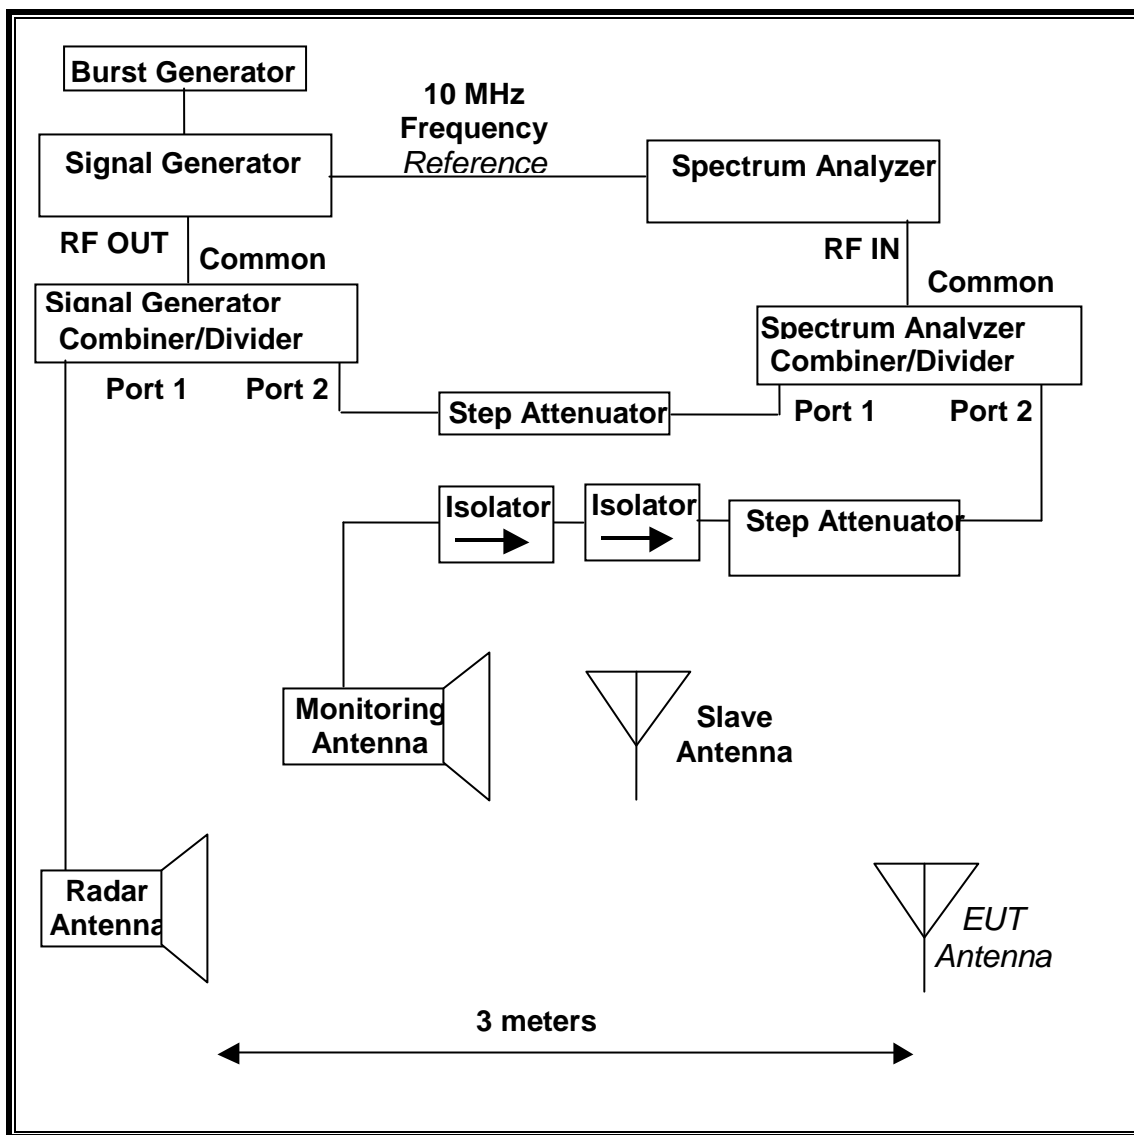 Burst Generator
10 MHz
Frequency
Reference
Signal Generator
Spectrum Analyzer
RF OUT
Common
RF IN
Common
Signal Generator
Combiner/Divider
Spectrum Analyzer
Combiner/Divider
Port 1
Port 2
Step Attenuator
Port 1
Port 2
Isolator
Isolator
Step Attenuator
Monitoring
Antenna
Slave
Antenna
Radar
Antenna
EUT
Antenna
3 meters